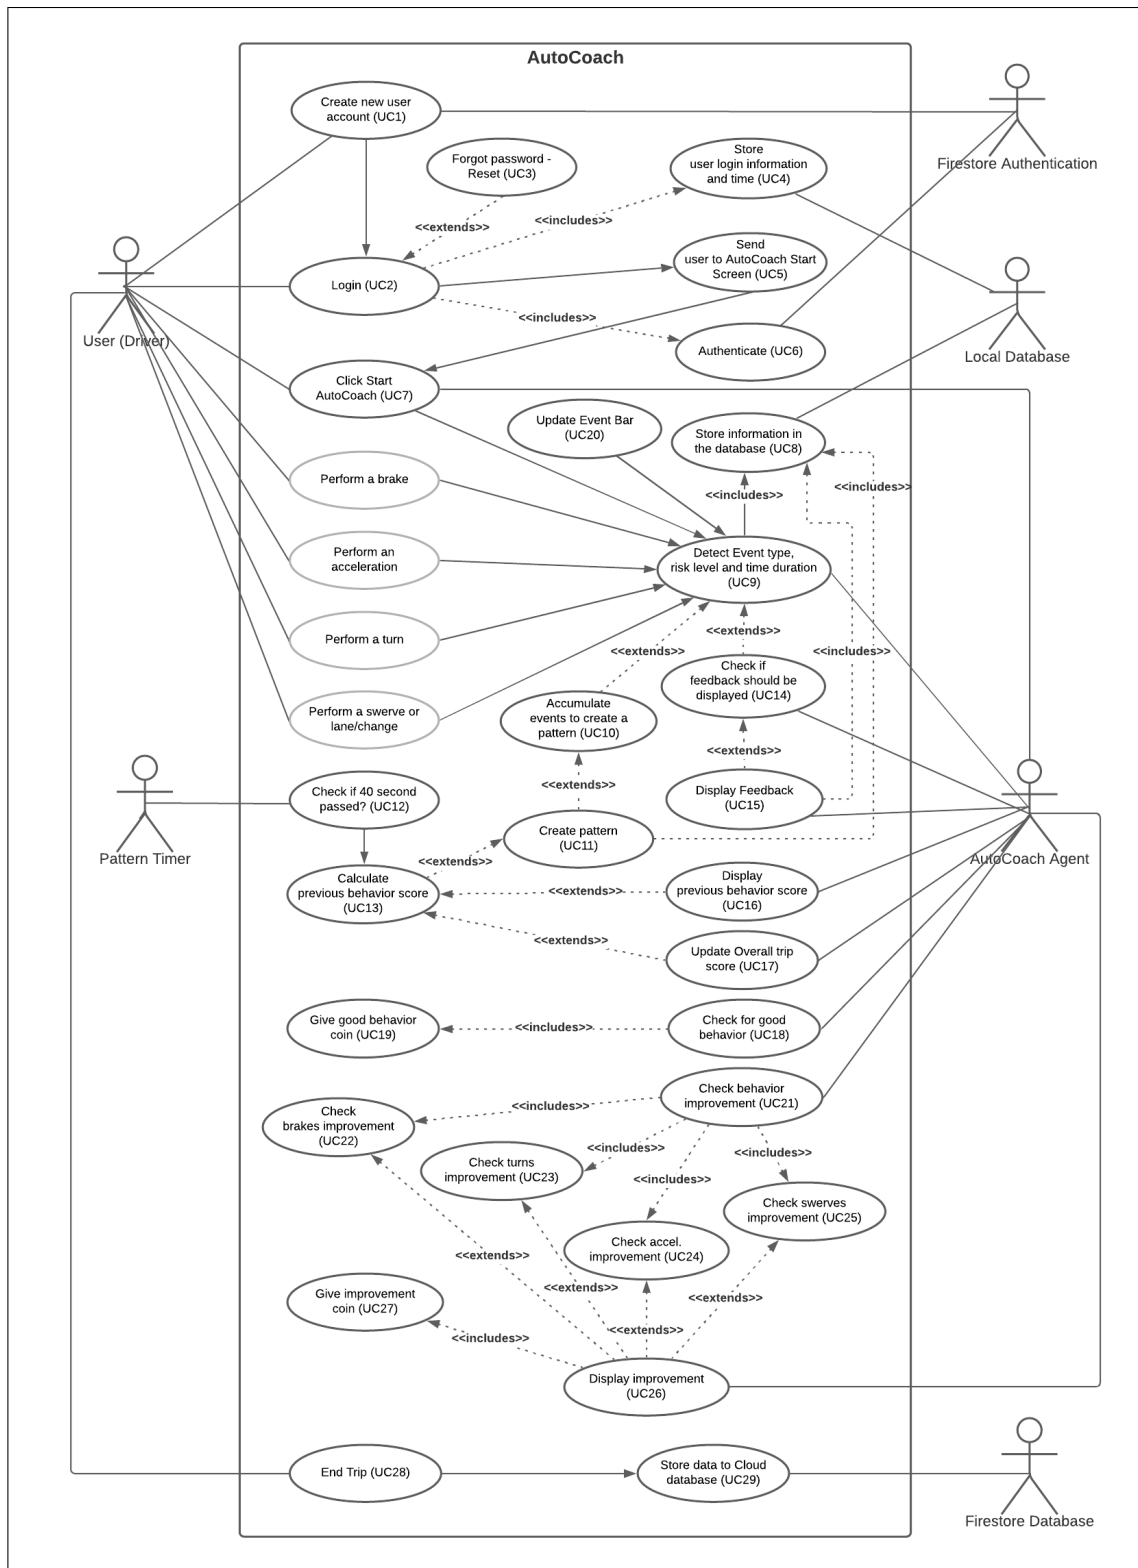 AutoCoach
Create new user
account (UC1)
Forgot password -
Reset (UC3)
Store
user login information
and time (UC4)
Firestore Authentication
<<extends>>
<<includes>>
Send
user to AutoCoach Start
Screen (UC5)
Login (UC2)
<<includes>>
User (Driver)
Authenticate (UC6)
Local Database
Click Start
AutoCoach (UC7)
Update Event Bar
(UC20)
Store information in
the database (UC8)
Perform a brake
<<includes>>
<<includes>>
Perform an
acceleration
Detect Event type,
risk level and time duration
(UC9)
Perform a turn
<<extends>>
<<extends>>
<<includes>>
Check if
feedback should be
displayed (UC14)
Perform a swerve or
lane/change
Accumulate
events to create a
pattern (UC10)
<<extends>>
<<extends>>
Check if 40 second
passed? (UC12)
Display Feedback
(UC15)
Pattern Timer
Create pattern
(UC11)
AutoCoach Agent
<<extends>>
Calculate
previous behavior score
(UC13)
<<extends>>
Display
previous behavior score
(UC16)
<<extends>>
Update Overall trip
score (UC17)
Give good behavior
coin (UC19)
<<includes>>
Check for good
behavior (UC18)
Check behavior
improvement (UC21)
<<includes>>
Check
brakes improvement
(UC22)
<<includes>>
<<includes>>
Check turns
improvement (UC23)
<<includes>>
Check swerves
improvement (UC25)
Check accel.
improvement (UC24)
<<extends>>
<<extends>>
<<extends>>
Give improvement
coin (UC27)
<<extends>>
<<includes>>
Display improvement
(UC26)
End Trip (UC28)
Store data to Cloud
database (UC29)
Firestore Database